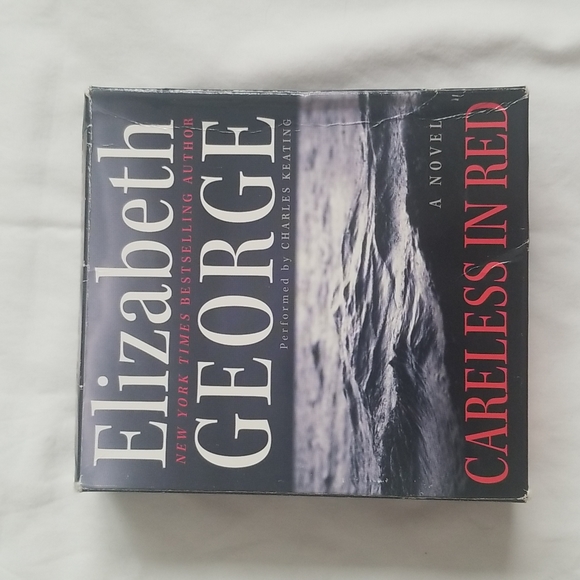 Elizabeth
NEW YORK TIMES BESTSELLING AUTHOR
GEORGE
Performed by CHARLES KEATING
A NOVEL
CARELESS IN RED